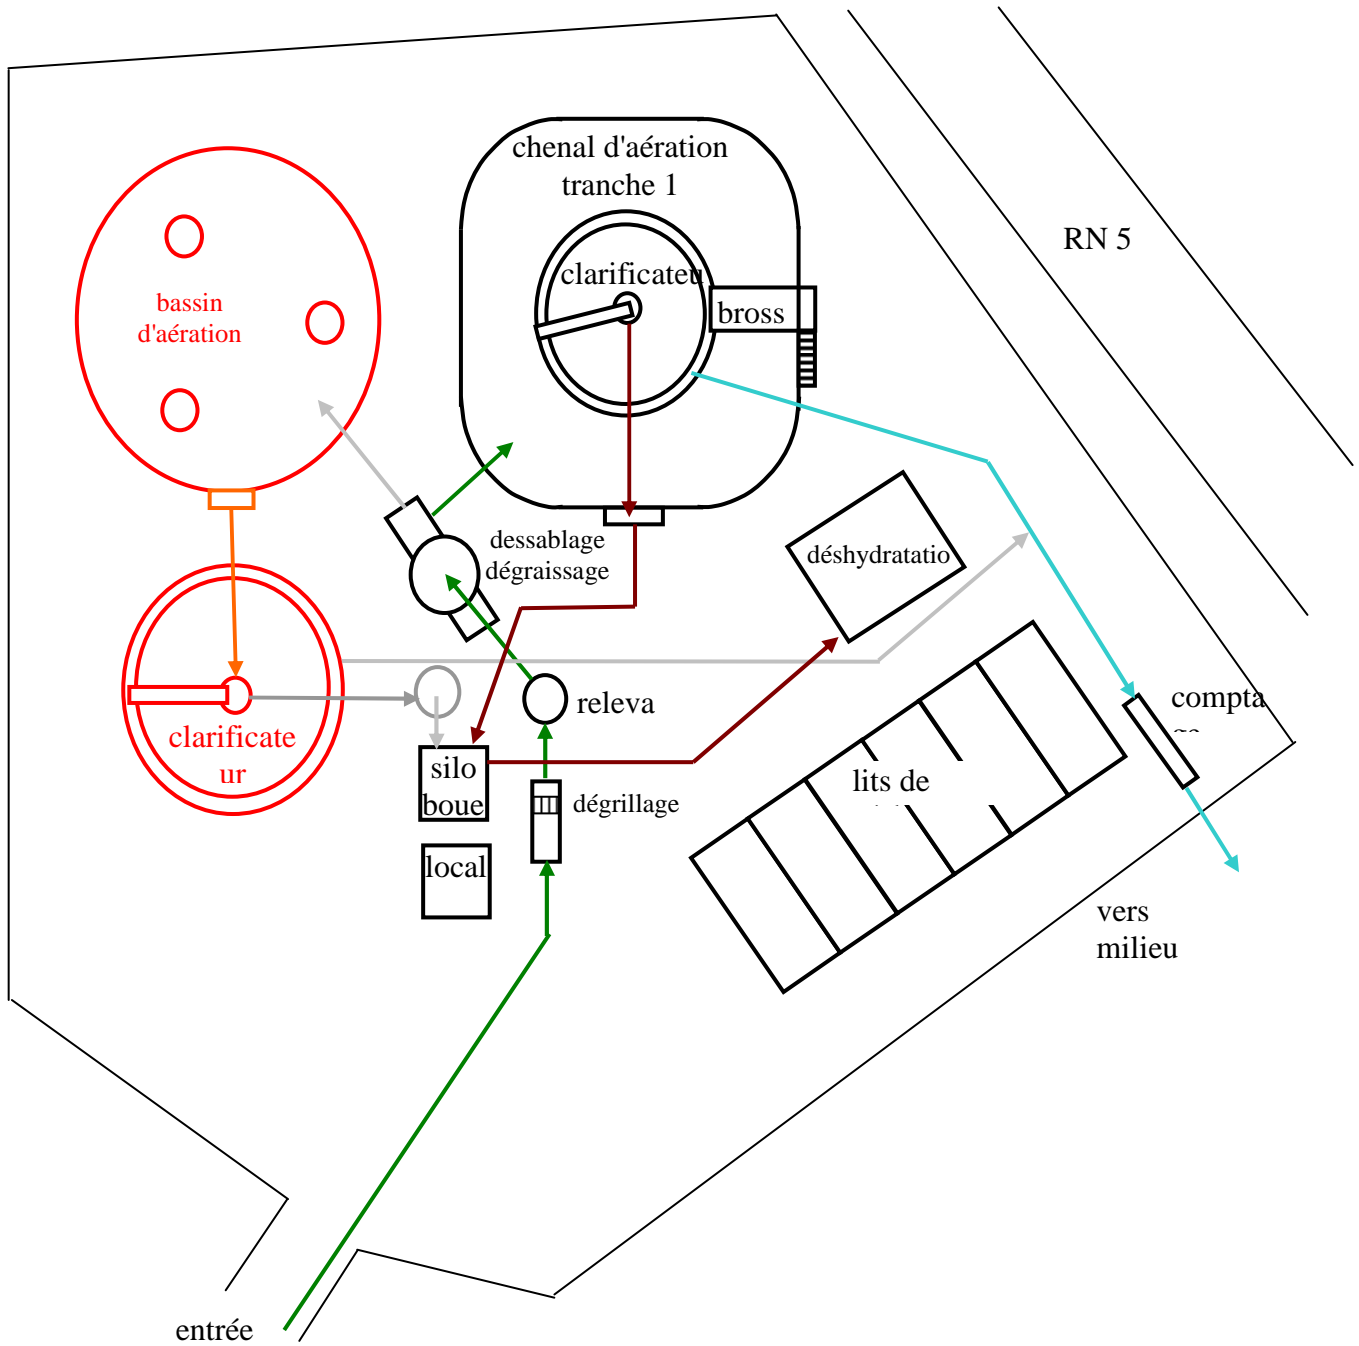 chenal d'aération
tranche 1
RN 5
clarificateu
bross
bassin
d'aération
dessablage
dégraissage
déshydratatio
releva
compta
clarificate
ur
silo
boue
dégrillage
lits de
local
vers
milieu
entrée